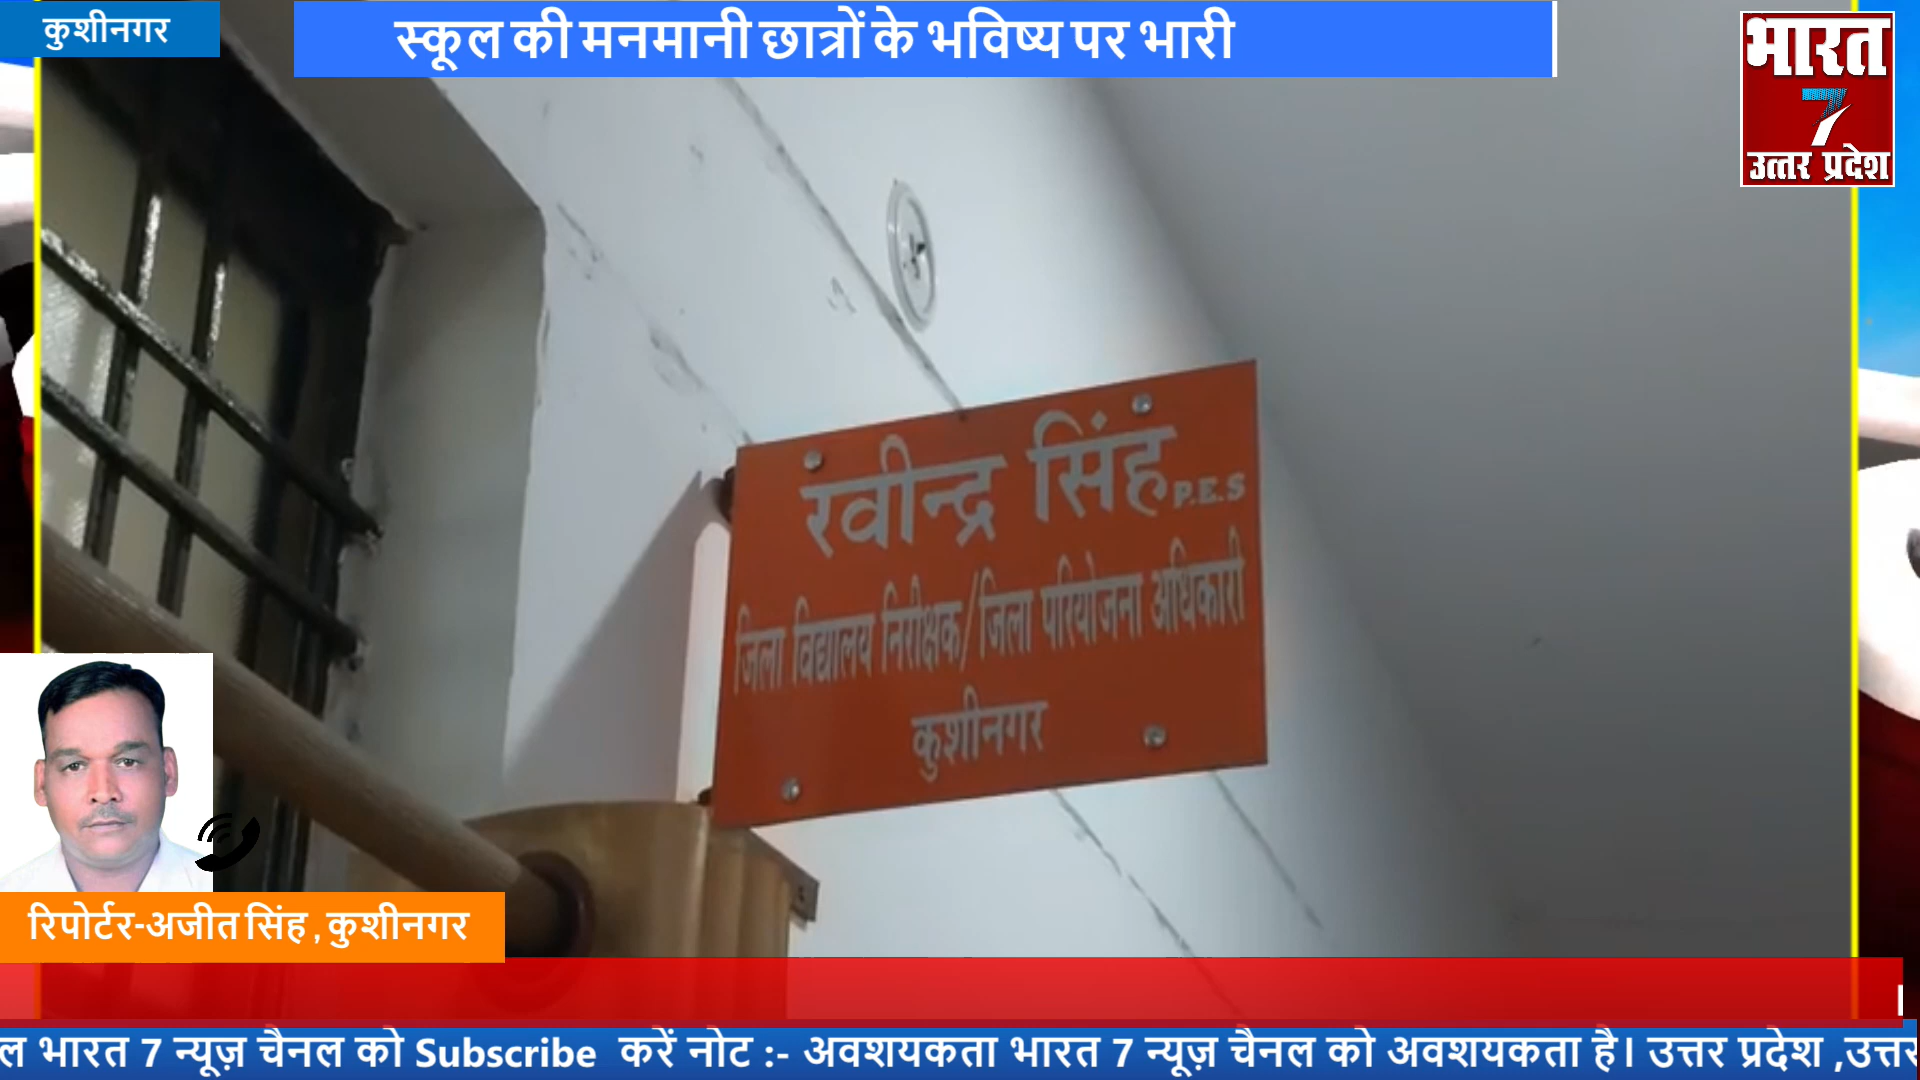 कुशीनगर
स्कूल की मनमानी छात्रों के भविष्य पर भारी
भारत
7
उत्तर प्रदेश
रवीन्द्र सिंह P.E.S
जिला विद्यालय निरीक्षक/जिला परियोजना अधिकारी
कुशीनगर
रिपोर्टर-अजीत सिंह , कुशीनगर
ल भारत 7 न्यूज़ चैनल को Subscribe करें नोट :- अवशयकता भारत 7 न्यूज़ चैनल को अवशयकता है। उत्तर प्रदेश ,उत्तर